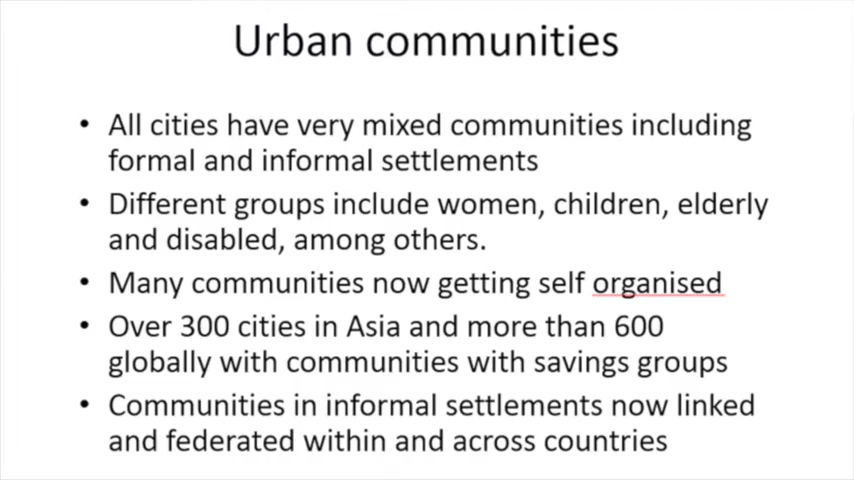 Urban communities
• All cities have very mixed communities including
formal and informal settlements
• Different groups include women, children, elderly
and disabled, among others.
• Many communities now getting self organised
• Over 300 cities in Asia and more than 600
globally with communities with savings groups
• Communities in informal settlements now linked
and federated within and across countries